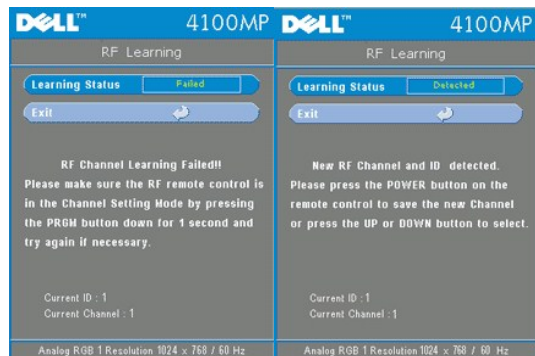 DELL™ 4100MP
RF Learning
Learning Status Failed
Exit
RF Channel Learning Failed!!
Please make sure the RF remote control is
in the Channel Setting Mode by pressing
the PRGM button down for 1 second and
try again if necessary.
Current ID : 1
Current Channel : 1
Analog RGB 1 Resolution 1024 x 768 / 60 Hz
DELL™ 4100MP
RF Learning
Learning Status Detected
Exit
New RF Channel and ID detected.
Please press the POWER button on the
remote control to save the new Channel
or press the UP or DOWN button to select.
Current ID : 1
Current Channel : 1
Analog RGB 1 Resolution 1024 x 768 / 60 Hz